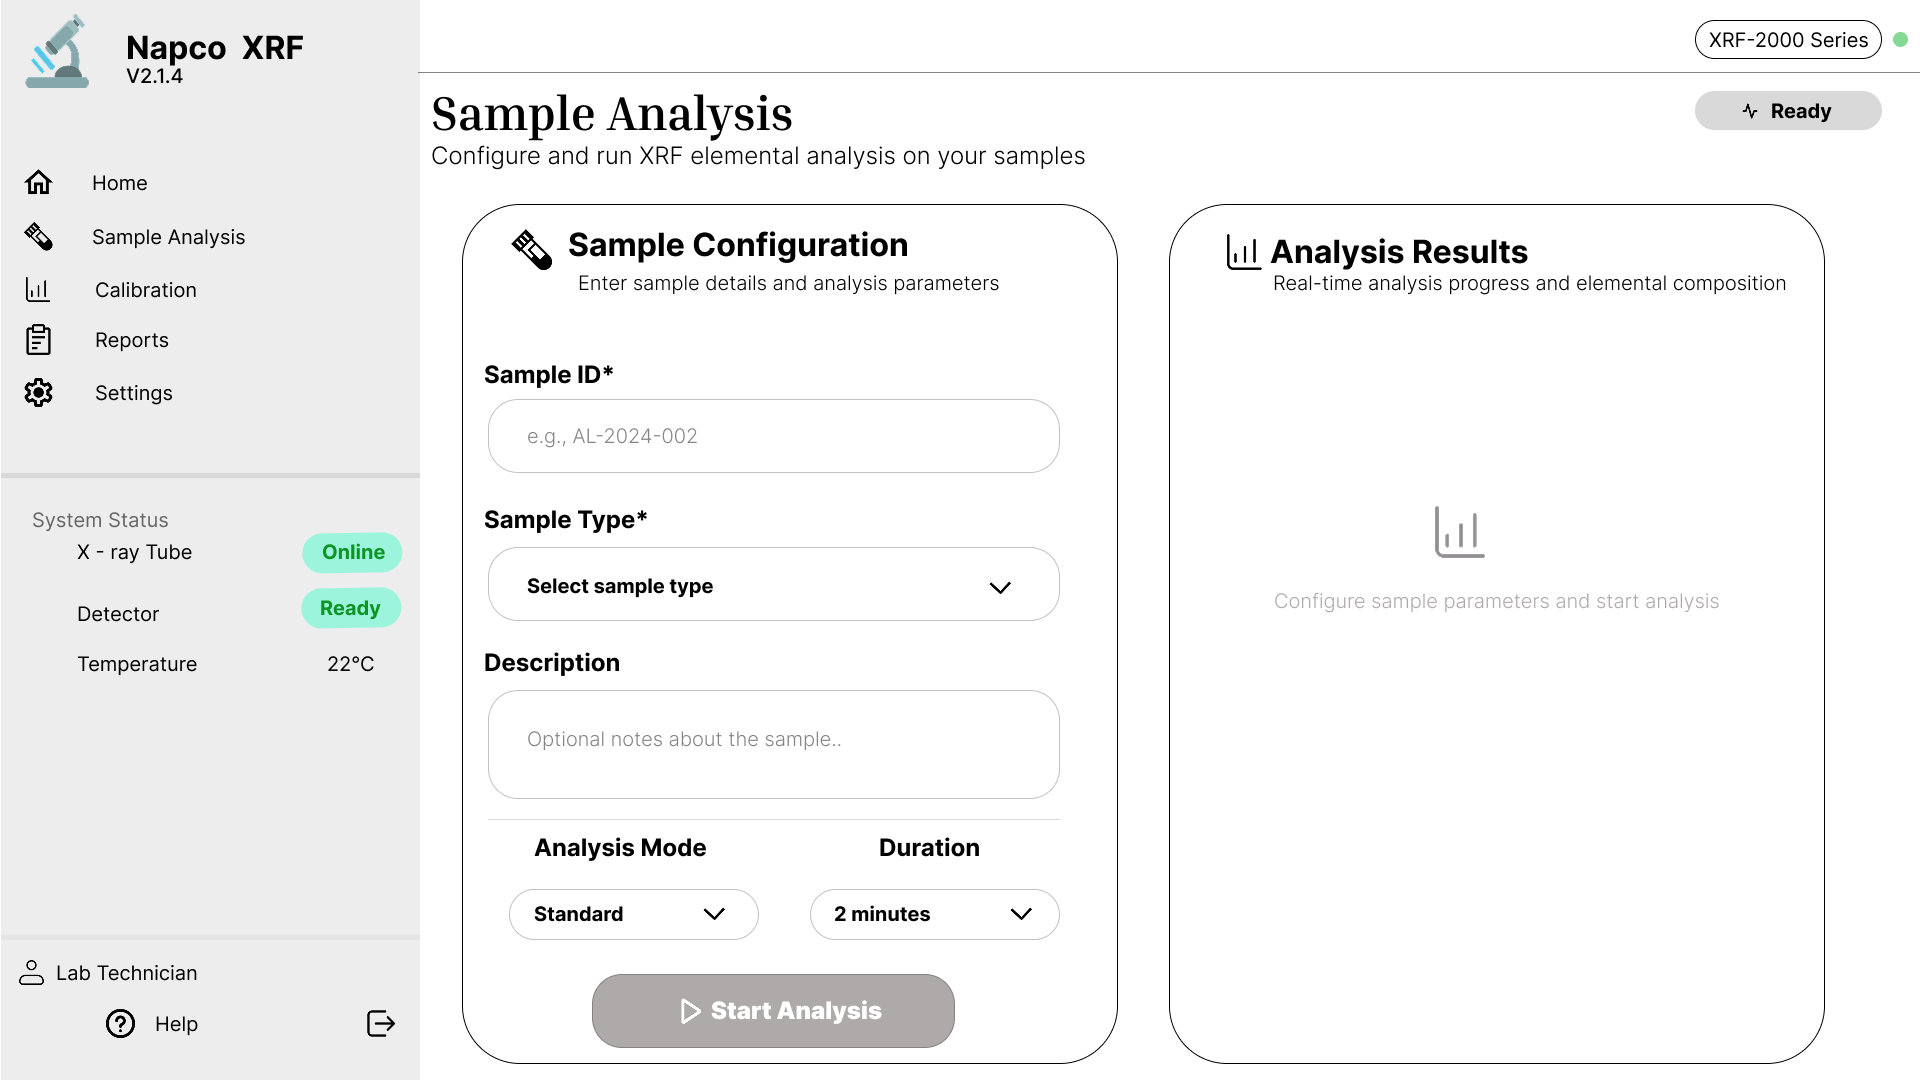 Napco XRF
V2.1.4
Home
Sample Analysis
Calibration
Reports
Settings
System Status
X - ray Tube
Online
Detector
Ready
Temperature
22°C
Lab Technician
Help
XRF-2000 Series
Sample Analysis
Configure and run XRF elemental analysis on your samples
Ready
Sample Configuration
Enter sample details and analysis parameters
Sample ID*
e.g., AL-2024-002
Sample Type*
Select sample type
Description
Optional notes about the sample..
Analysis Mode
Duration
Standard
2 minutes
Start Analysis
Analysis Results
Real-time analysis progress and elemental composition
Configure sample parameters and start analysis